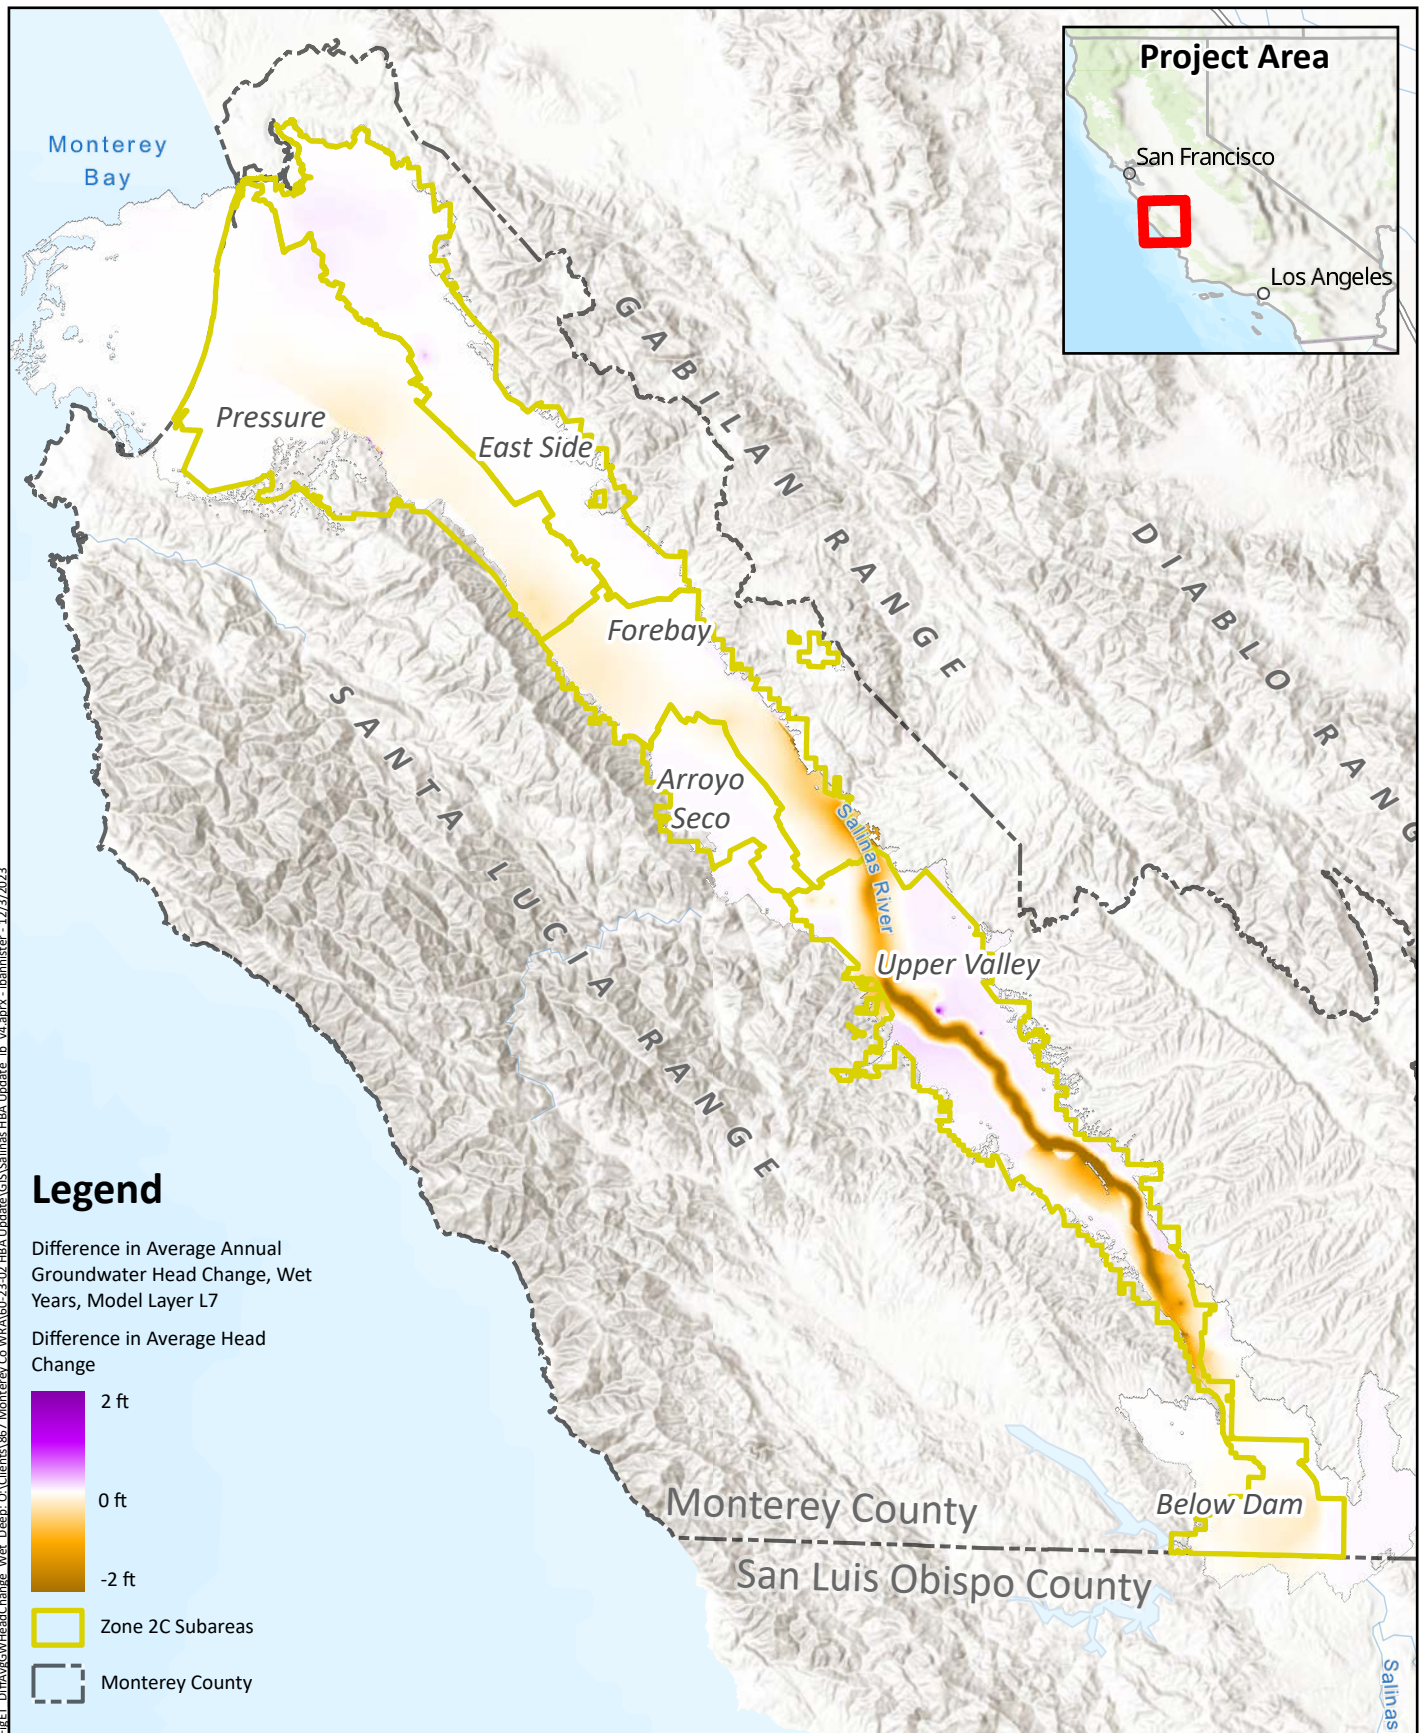 Project Area
San Francisco
Los Angeles
Monterey
Bay
GABILAN RANGE
DIABLO RANG
Pressure
East Side
Forebay
SANTA LUCIA RANGE
Arroyo
Seco
Salinas River
Upper Valley
Below Dam
Monterey County
San Luis Obispo County
Salinas
Legend
Difference in Average Annual
Groundwater Head Change, Wet
Years, Model Layer L7
Difference in Average Head
Change
2 ft
0 ft
-2 ft
Zone 2C Subareas
Monterey County